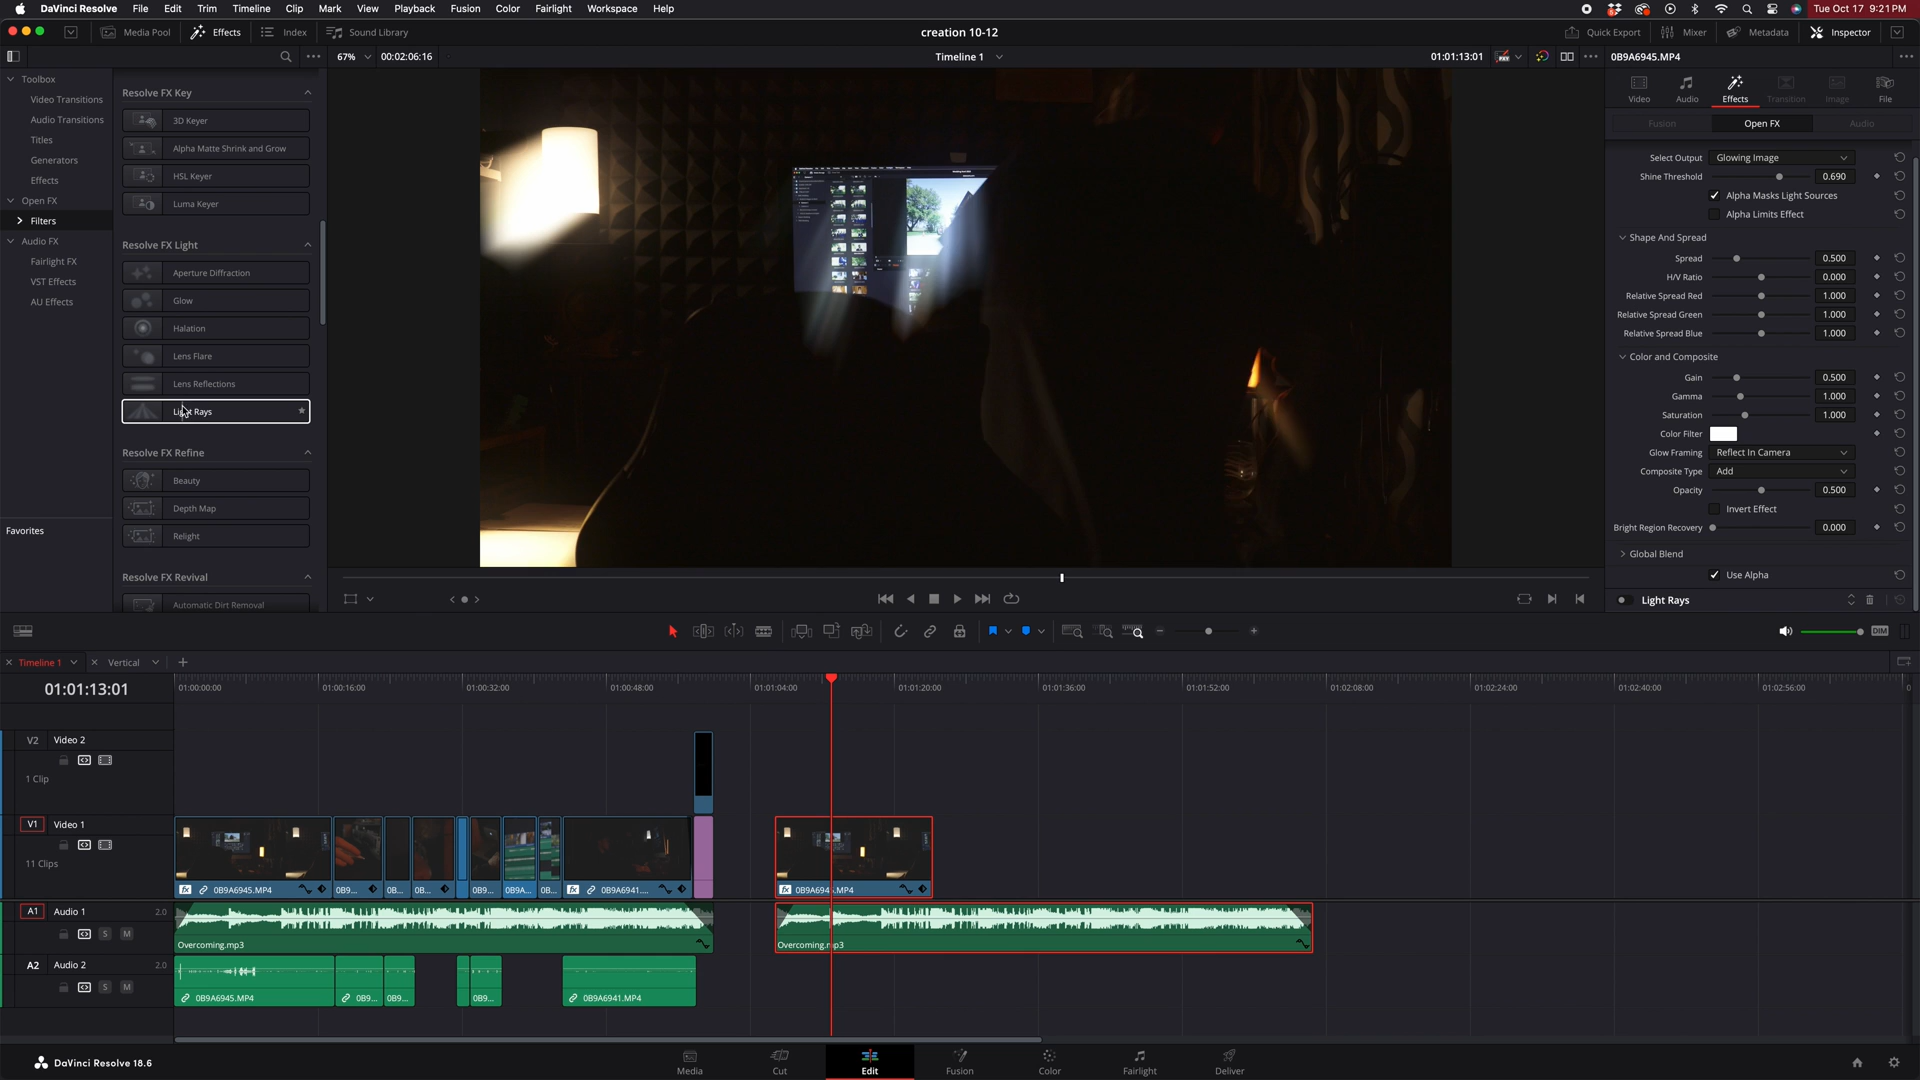 DaVinci Resolve File Edit Trim Timeline Clip Mark View Playback Fusion Color Fairlight Workspace Help Tue Oct 17 9:21 PM
Media Pool Effects Index Sound Library creation 10-12 Quick Export Mixer Metadata Inspector
67% 00:02:06:16 Timeline 1 01:01:13:01 0B9A6945.MP4
Toolbox
Video Transitions
Audio Transitions
Titles
Generators
Effects
Open FX
Filters
Audio FX
Fairlight FX
VST Effects
AU Effects
Favorites
Resolve FX Key
3D Keyer
Alpha Matte Shrink and Grow
HSL Keyer
Luma Keyer
Resolve FX Light
Aperture Diffraction
Glow
Halation
Lens Flare
Lens Reflections
Light Rays
Resolve FX Refine
Beauty
Depth Map
Relight
Resolve FX Revival
Automatic Dirt Removal
Video Audio Effects Transition Image File
Fusion Open FX Audio
Select Output Glowing Image
Shine Threshold 0.690
Alpha Masks Light Sources
Alpha Limits Effect
Shape And Spread
Spread 0.500
H/V Ratio 0.000
Relative Spread Red 1.000
Relative Spread Green 1.000
Relative Spread Blue 1.000
Color and Composite
Gain 0.500
Gamma 1.000
Saturation 1.000
Color Filter
Glow Framing Reflect In Camera
Composite Type Add
Opacity 0.500
Invert Effect
Bright Region Recovery 0.000
Global Blend
Use Alpha
Light Rays
DIM
Timeline 1 Vertical
01:01:13:01 01:00:00:00 01:00:16:00 01:00:32:00 01:00:48:00 01:01:04:00 01:01:20:00 01:01:36:00 01:01:52:00 01:02:08:00 01:02:24:00 01:02:40:00 01:02:56:00
V2 Video 2
1 Clip
V1 Video 1
11 Clips
fx 0B9A6945.MP4 0B9... 0B... 0B... 0B9... 0B9A... 0B... fx 0B9A6941.... fx
A1 Audio 1 2.0
S M
Overcoming.mp3
A2 Audio 2 2.0
S M
0B9A6945.MP4 0B9... 0B9... 0B9... 0B9A6941.MP4
DaVinci Resolve 18.6 Media Cut Edit Fusion Color Fairlight Deliver